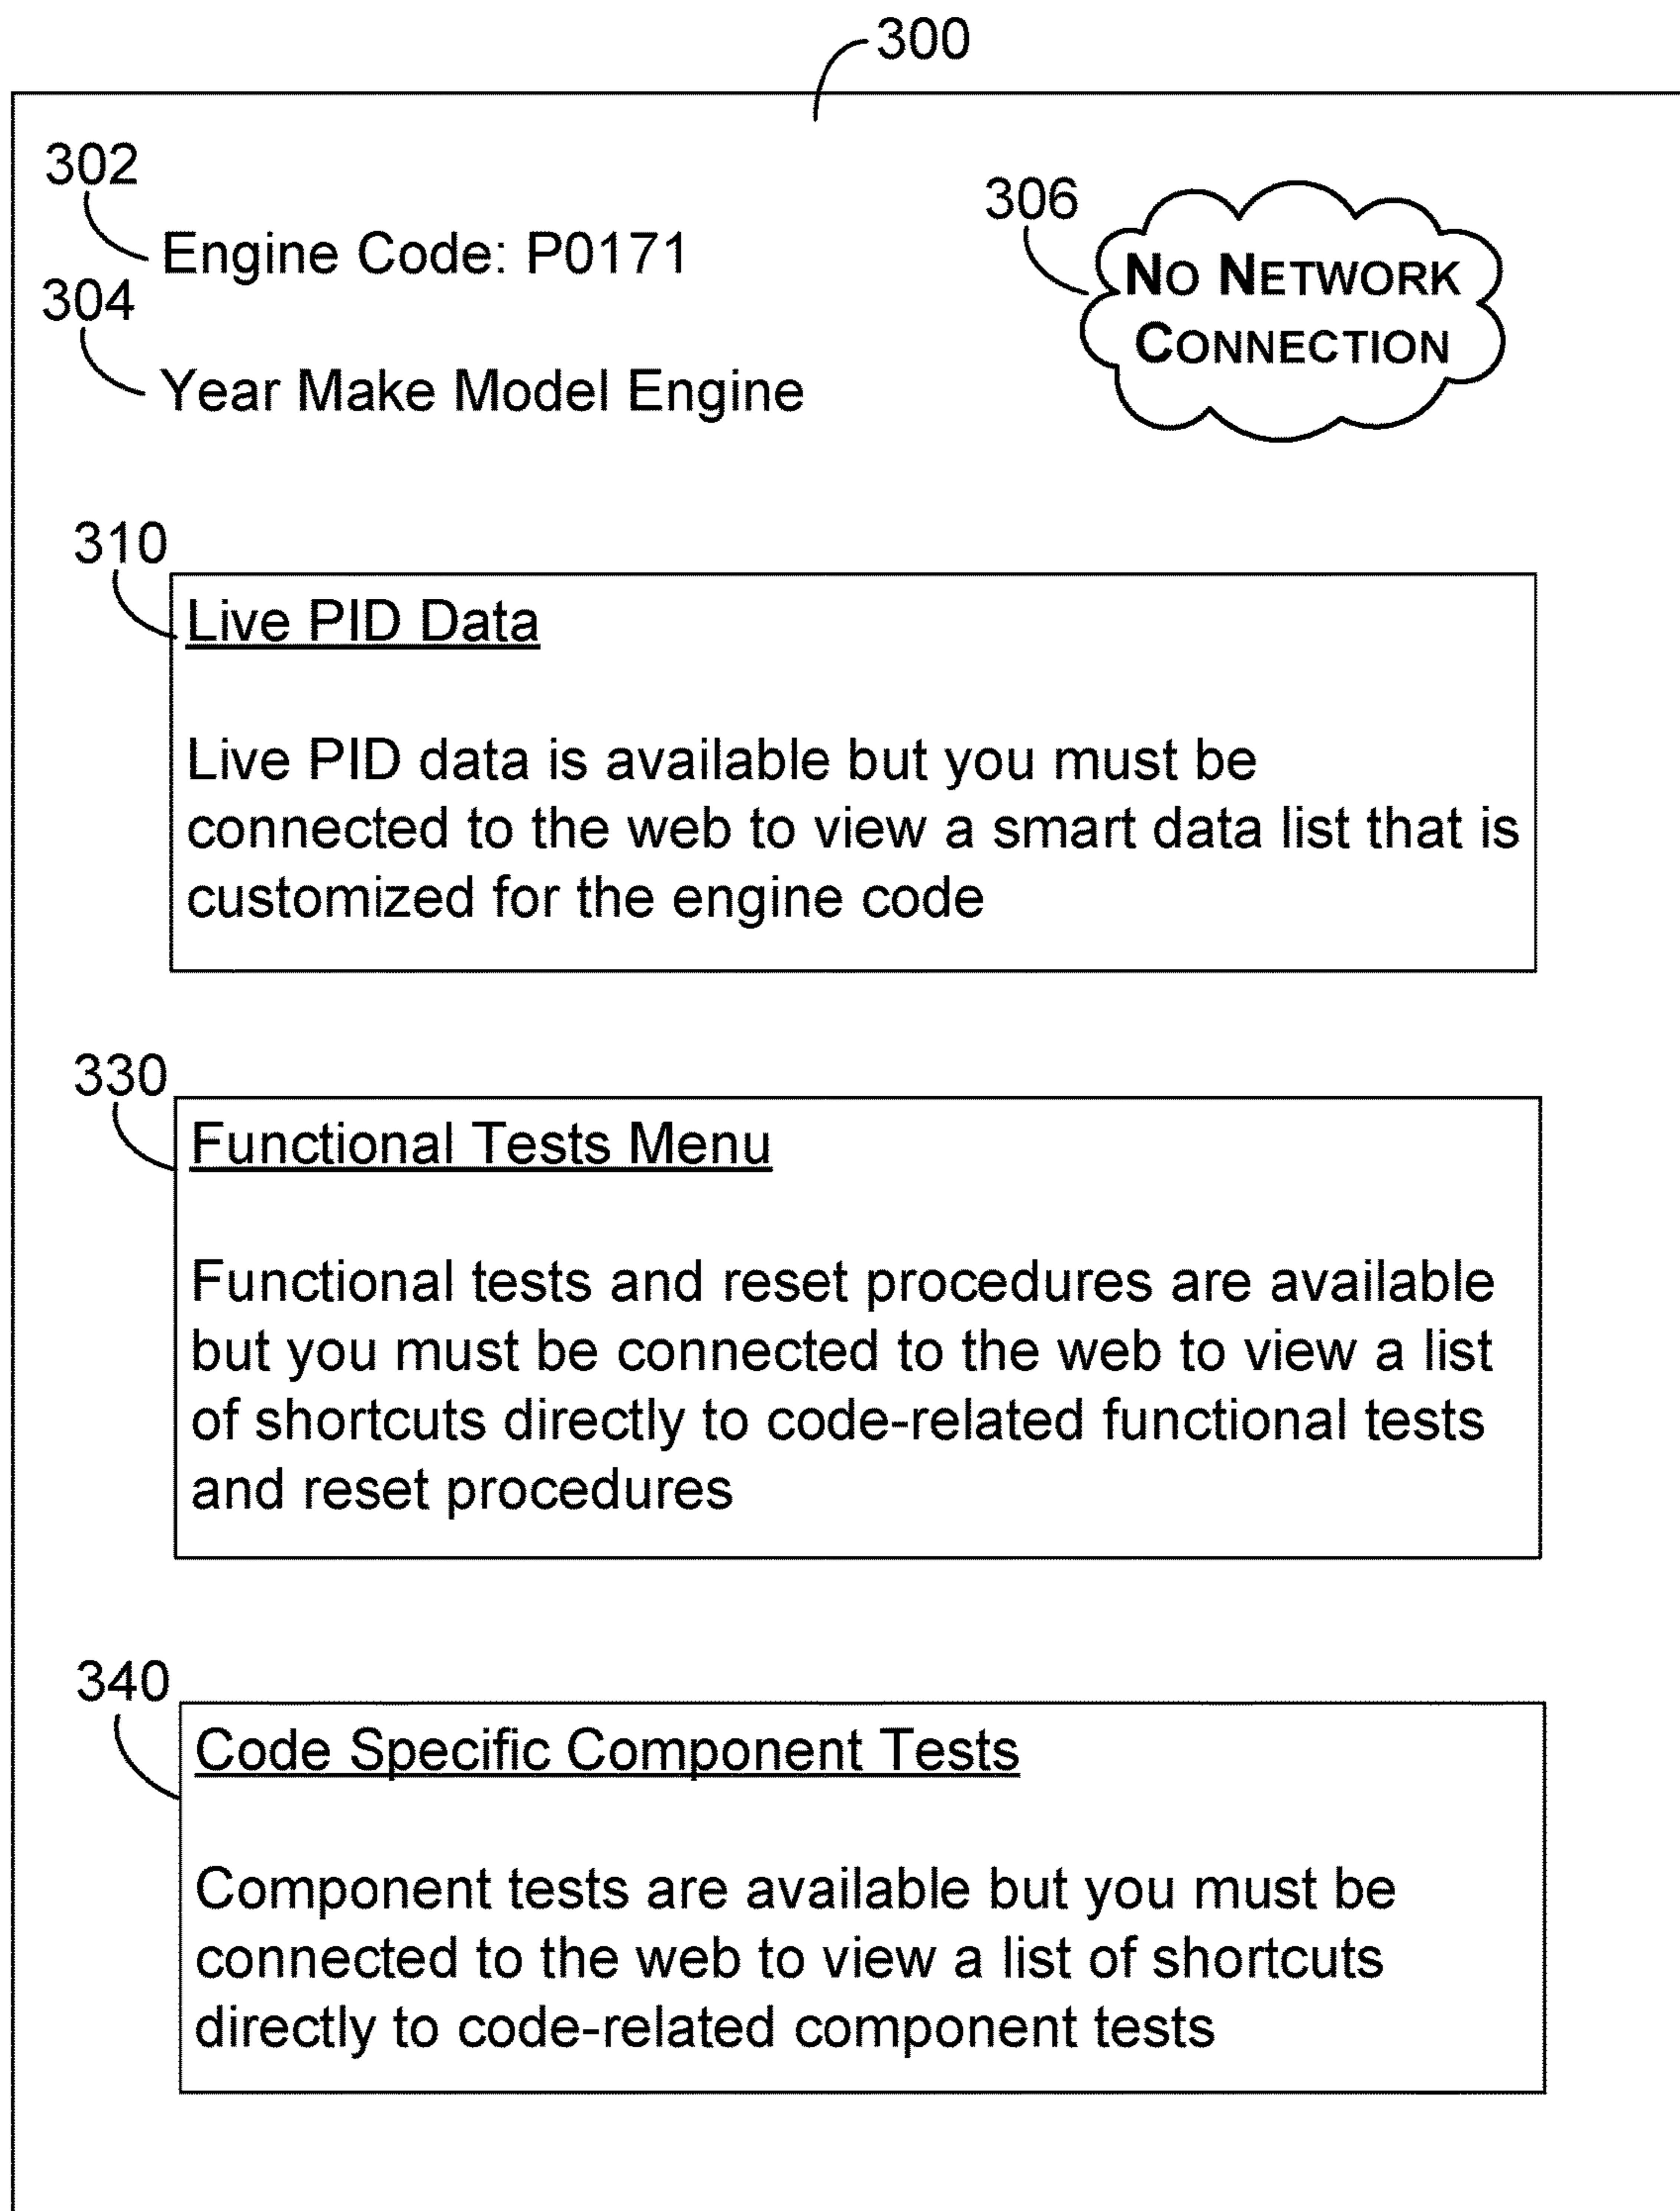 300
302
306
Engine Code: P0171
NO NETWORK
CONNECTION
304
Year Make Model Engine
310
Live PID Data
Live PID data is available but you must be
connected to the web to view a smart data list that is
customized for the engine code
330
Functional Tests Menu
Functional tests and reset procedures are available
but you must be connected to the web to view a list
of shortcuts directly to code-related functional tests
and reset procedures
340
Code Specific Component Tests
Component tests are available but you must be
connected to the web to view a list of shortcuts
directly to code-related component tests